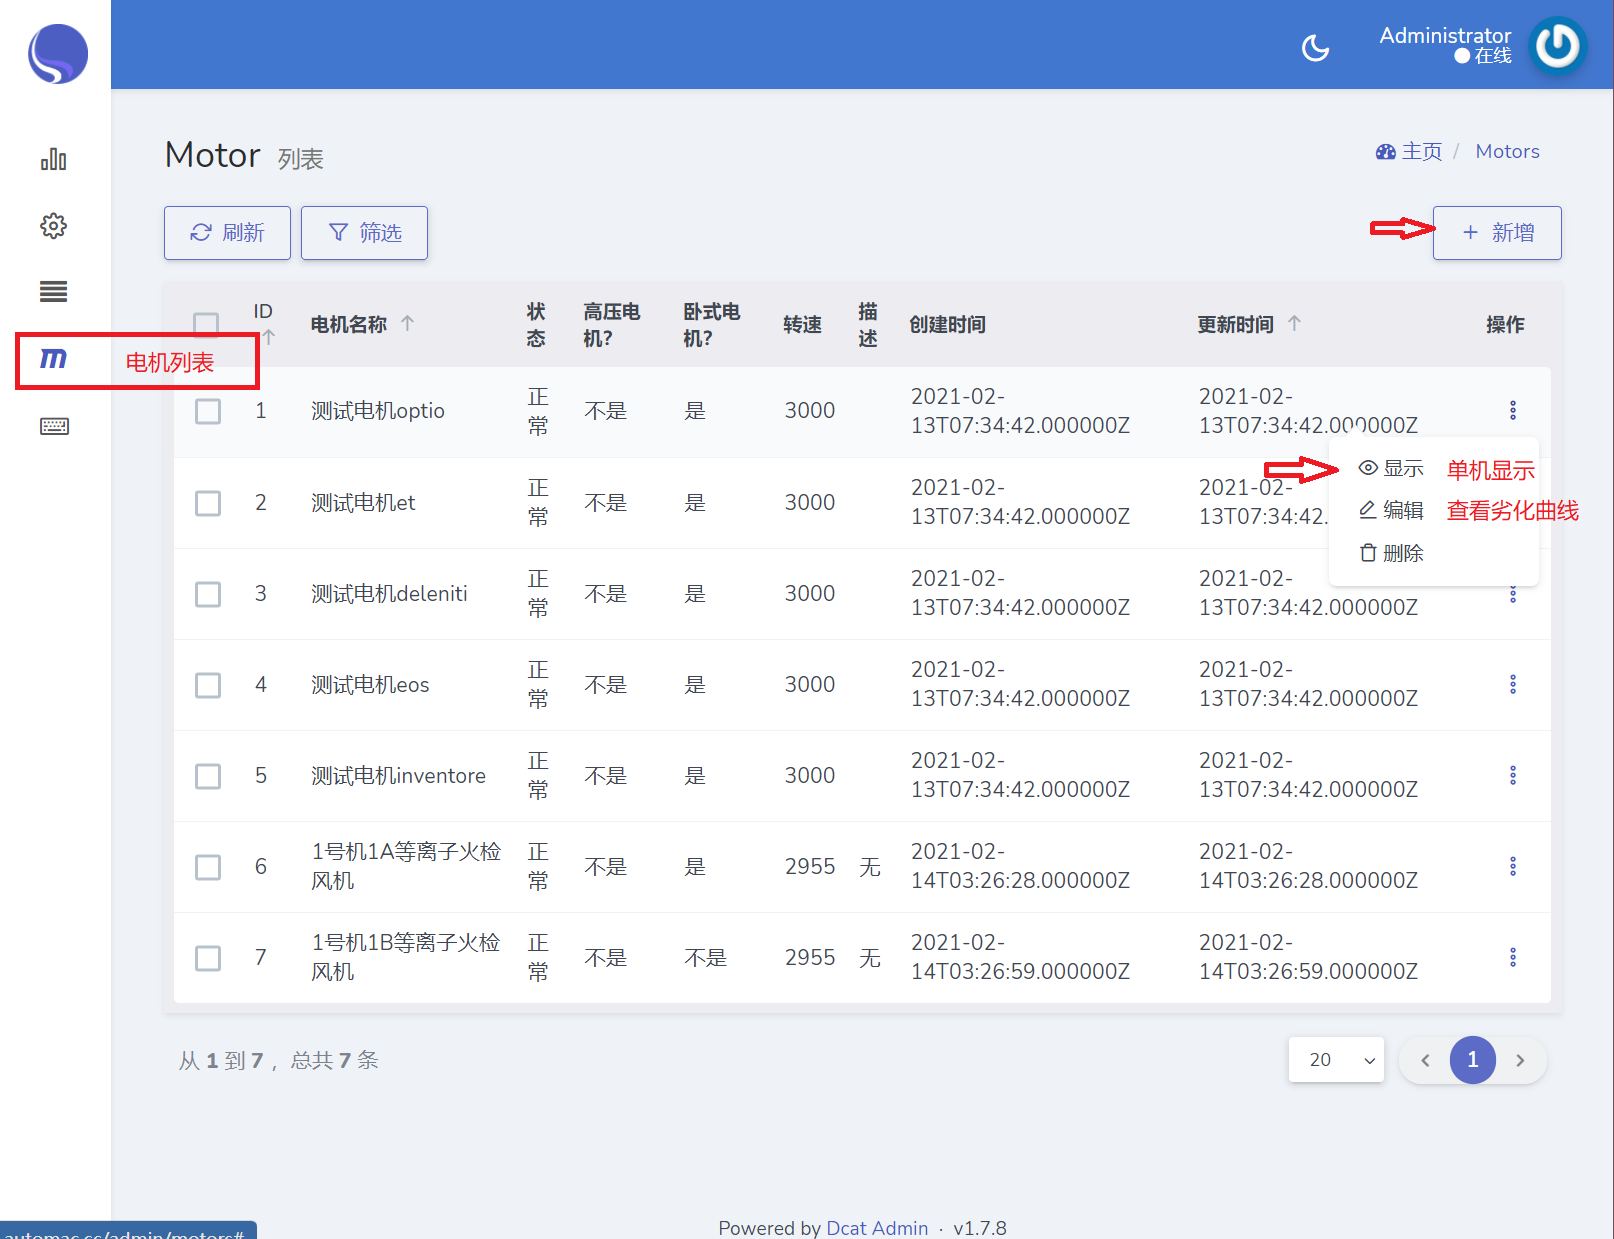 Administrator
在线
Motor 列表
主页 / Motors
刷新
筛选
+ 新增
ID
电机名称
状态
高压电机?
卧式电机?
转速
描述
创建时间
更新时间
操作
m 电机列表
1 测试电机optio 正常 不是 是 3000 2021-02-13T07:34:42.000000Z 2021-02-13T07:34:42.000000Z
显示 单机显示
编辑 查看劣化曲线
删除
2 测试电机et 正常 不是 是 3000 2021-02-13T07:34:42.000000Z 2021-02-13T07:34:42.
3 测试电机deleniti 正常 不是 是 3000 2021-02-13T07:34:42.000000Z 2021-02-13T07:34:42.000000Z
4 测试电机eos 正常 不是 是 3000 2021-02-13T07:34:42.000000Z 2021-02-13T07:34:42.000000Z
5 测试电机inventore 正常 不是 是 3000 2021-02-13T07:34:42.000000Z 2021-02-13T07:34:42.000000Z
6 1号机1A等离子火检风机 正常 不是 是 2955 无 2021-02-14T03:26:28.000000Z 2021-02-14T03:26:28.000000Z
7 1号机1B等离子火检风机 正常 不是 不是 2955 无 2021-02-14T03:26:59.000000Z 2021-02-14T03:26:59.000000Z
从 1 到 7 ，总共 7 条
20
1
Powered by Dcat Admin · v1.7.8
automac.cc/admin/motors#